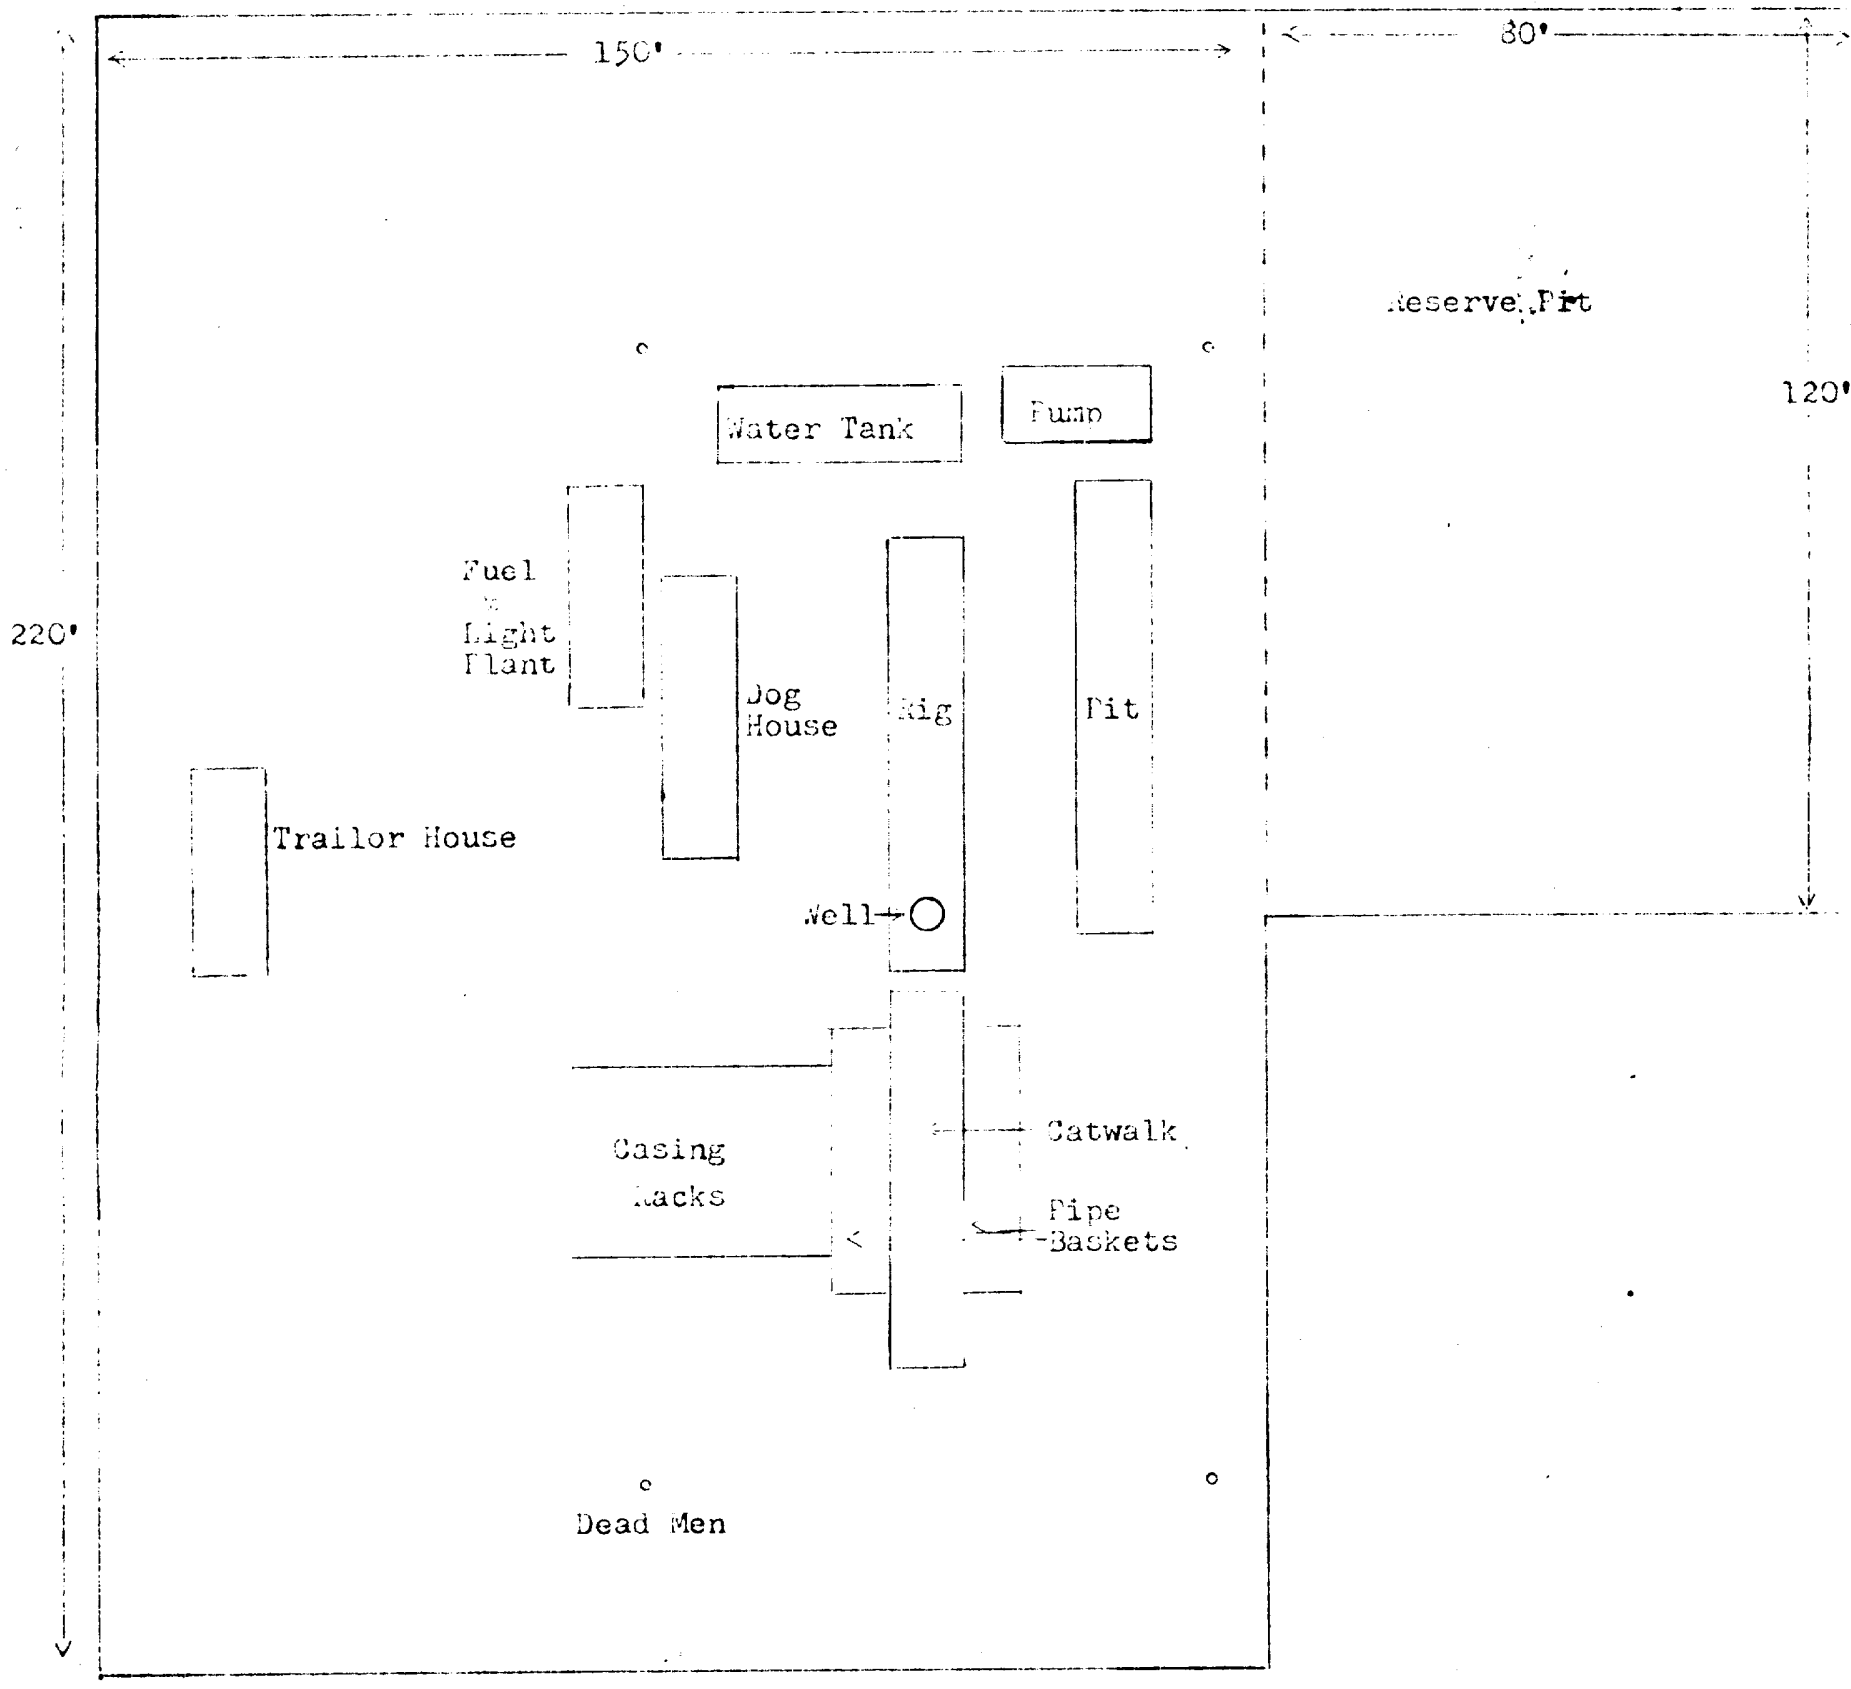 150'
80'
Reserve Pit
120'
Water Tank
Pump
Fuel
&
Light
Plant
220'
Dog
House
Rig
Pit
Trailor House
Well
Casing
Racks
Catwalk
Pipe
Baskets
Dead Men